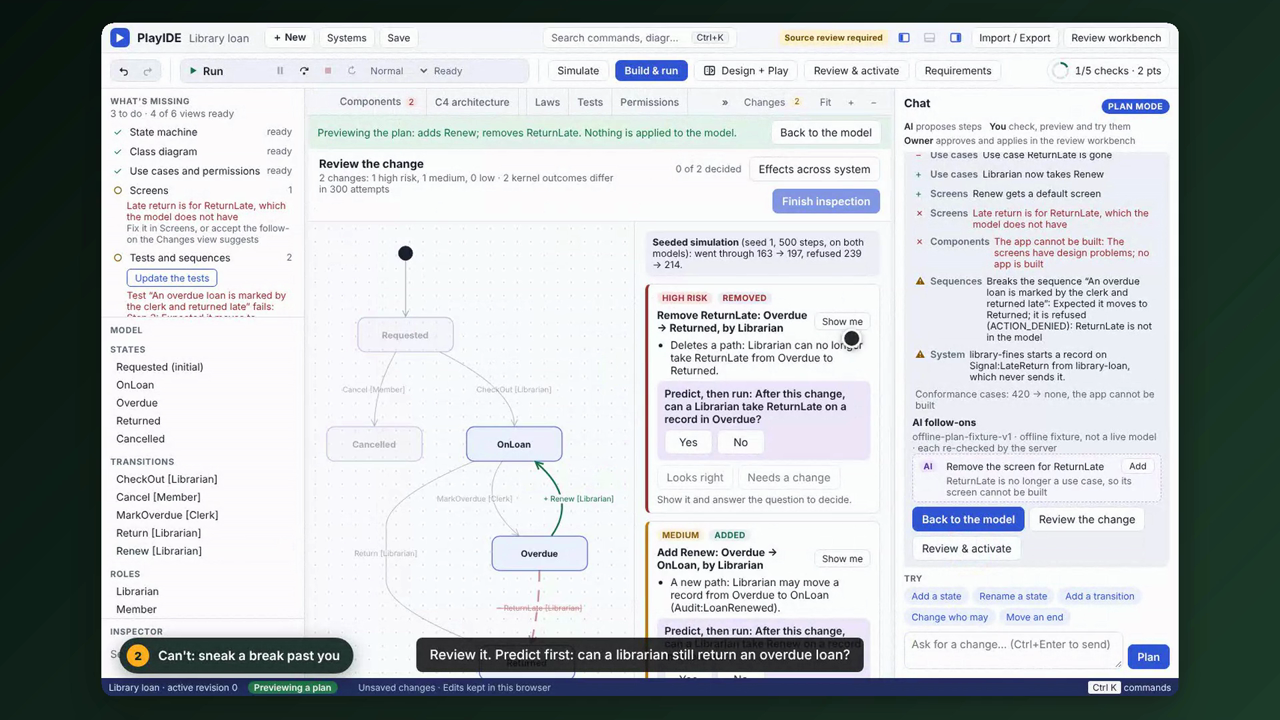 PlayIDE Library loan + New Systems Save Search commands, diagr... Ctrl+K Source review required Import / Export Review workbench
Run Normal Ready Simulate Build & run Design + Play Review & activate Requirements 1/5 checks · 2 pts
WHAT'S MISSING
3 to do · 4 of 6 views ready
State machine ready
Class diagram ready
Use cases and permissions ready
Screens 1
Late return is for ReturnLate, which
the model does not have
Fix it in Screens, or accept the follow-
on the Changes view suggests
Tests and sequences 2
Update the tests
Test “An overdue loan is marked by
the clerk and returned late” fails:
MODEL
STATES
Requested (initial)
OnLoan
Overdue
Returned
Cancelled
TRANSITIONS
CheckOut [Librarian]
Cancel [Member]
MarkOverdue [Clerk]
Return [Librarian]
Renew [Librarian]
ROLES
Librarian
Member
INSPECTOR
Components 2 C4 architecture Laws Tests Permissions » Changes 2 Fit + −
Previewing the plan: adds Renew; removes ReturnLate. Nothing is applied to the model. Back to the model
Review the change
2 changes: 1 high risk, 1 medium, 0 low · 2 kernel outcomes differ
in 300 attempts
0 of 2 decided Effects across system
Finish inspection
Requested
Cancel [Member] CheckOut [Librarian]
Cancelled OnLoan
MarkOverdue [Clerk] + Renew [Librarian]
Return [Librarian] Overdue
− ReturnLate [Librarian]
Returned
Seeded simulation (seed 1, 500 steps, on both
models): went through 163 → 197, refused 239
→ 214.
HIGH RISK REMOVED
Remove ReturnLate: Overdue
→ Returned, by Librarian
Show me
• Deletes a path: Librarian can no longer
take ReturnLate from Overdue to
Returned.
Predict, then run: After this change,
can a Librarian take ReturnLate on a
record in Overdue?
Yes No
Looks right Needs a change
Show it and answer the question to decide.
MEDIUM ADDED
Add Renew: Overdue →
OnLoan, by Librarian
Show me
• A new path: Librarian may move a
record from Overdue to OnLoan
(Audit:LoanRenewed).
Predict, then run: After this change,
Chat PLAN MODE
AI proposes steps You check, preview and try them
Owner approves and activates in the review workbench
− Use cases Use case ReturnLate is gone
+ Use cases Librarian now takes Renew
+ Screens Renew gets a default screen
× Screens Late return is for ReturnLate, which the
model does not have
× Components The app cannot be built: The
screens have design problems; no
app is built
Sequences Breaks the sequence “An overdue
loan is marked by the clerk and
returned late”: Expected it moves to
Returned; it is refused
(ACTION_DENIED): ReturnLate is not
in the model
System library-fines starts a record on
Signal:LateReturn from library-loan,
which never sends it.
Conformance cases: 420 → none, the app cannot be
built
AI follow-ons
offline-plan-fixture-v1 · offline fixture, not a live model
· each re-checked by the server
AI Remove the screen for ReturnLate Add
ReturnLate is no longer a use case, so its
screen cannot be built
Back to the model Review the change
Review & activate
TRY
Add a state Rename a state Add a transition
Change who may Move an end
Ask for a change... (Ctrl+Enter to send) Plan
2 Can't: sneak a break past you
Review it. Predict first: can a librarian still return an overdue loan?
Library loan · active revision 0 Previewing a plan Unsaved changes · Edits kept in this browser Ctrl K commands